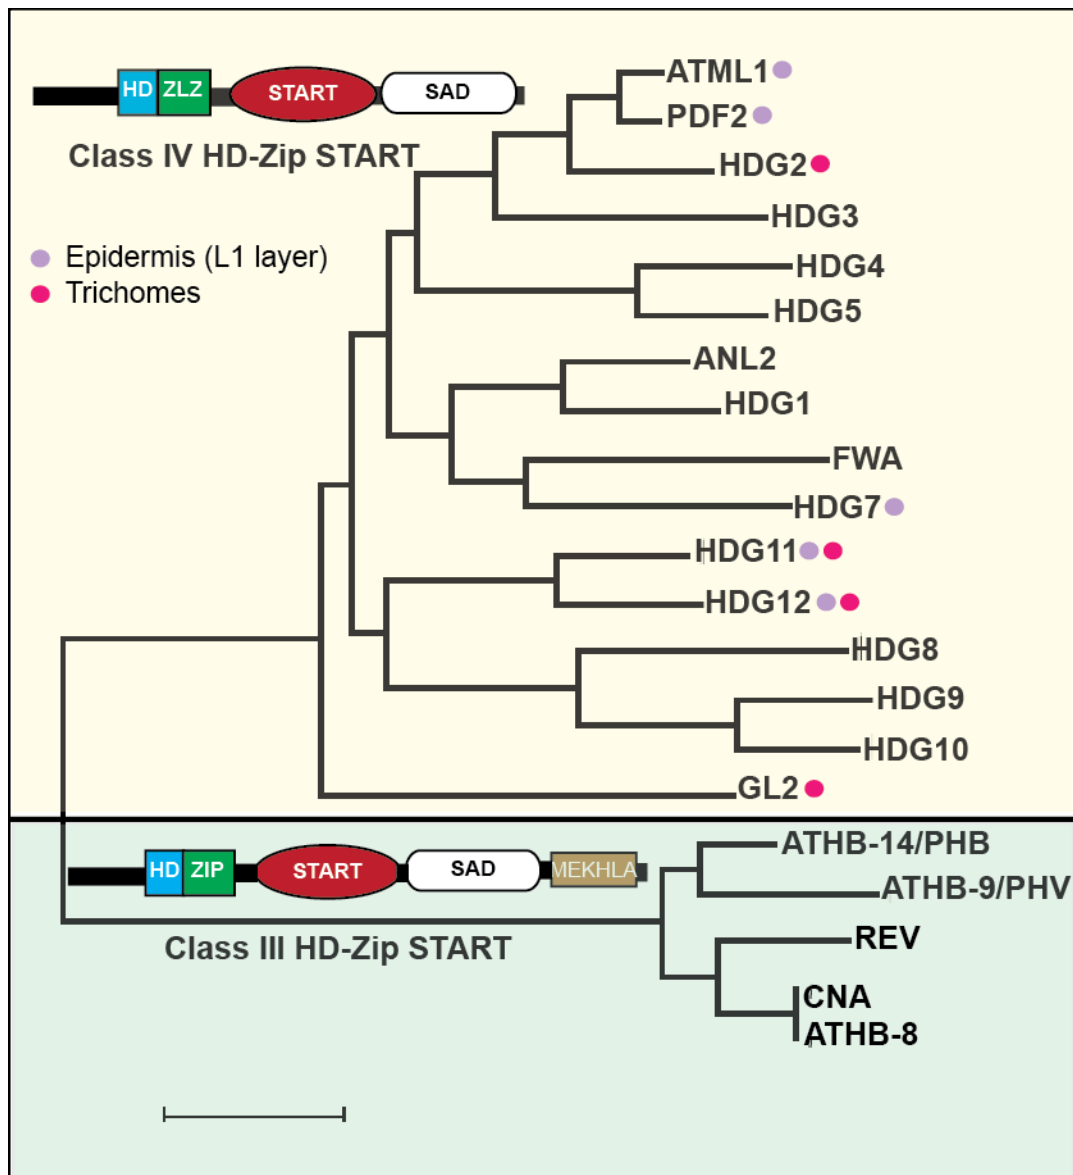 HD ZLZ START SAD
Class IV HD-Zip START
Epidermis (L1 layer)
Trichomes
ATML1
PDF2
HDG2
HDG3
HDG4
HDG5
ANL2
HDG1
FWA
HDG7
HDG11
HDG12
HDG8
HDG9
HDG10
GL2
HD ZIP START SAD MEKHLA
Class III HD-Zip START
ATHB-14/PHB
ATHB-9/PHV
REV
CNA
ATHB-8